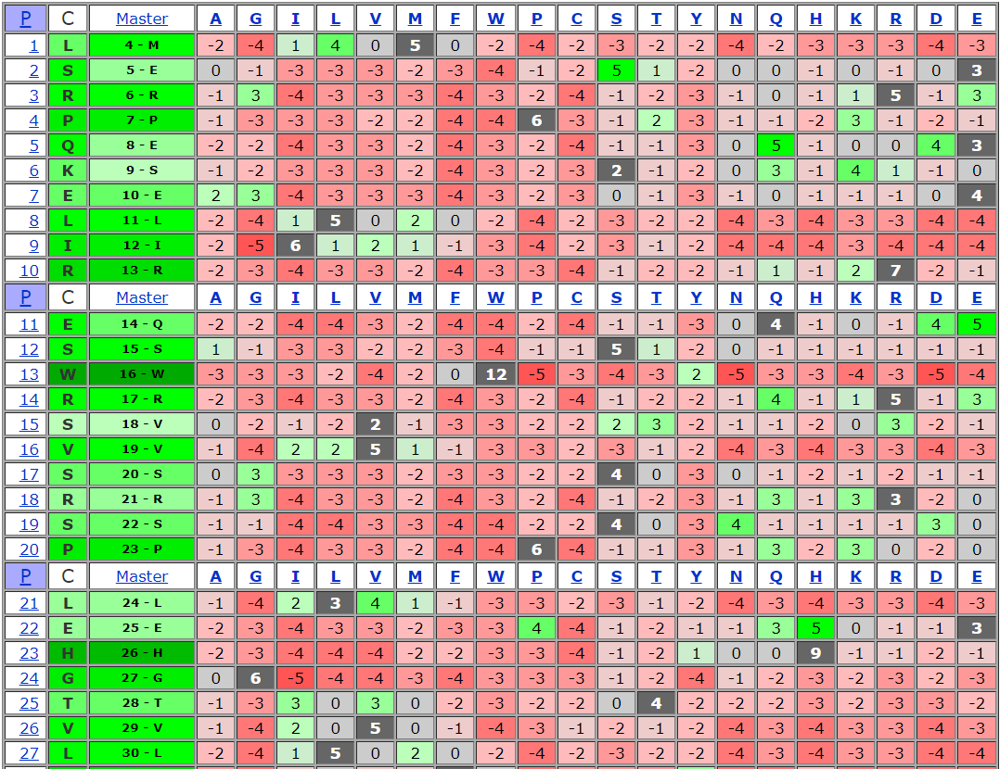 P C Master A G I L V M F W P C S T Y N Q H K R D E
1 L 4 - M -2 -4 1 4 0 5 0 -2 -4 -2 -3 -2 -2 -4 -2 -3 -3 -3 -4 -3
2 S 5 - E 0 -1 -3 -3 -3 -2 -3 -4 -1 -2 5 1 -2 0 0 -1 0 -1 0 3
3 R 6 - R -1 3 -4 -3 -3 -3 -4 -3 -2 -4 -1 -2 -3 -1 0 -1 1 5 -1 3
4 P 7 - P -1 -3 -3 -3 -2 -2 -4 -4 6 -3 -1 2 -3 -1 -1 -2 3 -1 -2 -1
5 Q 8 - E -2 -2 -4 -3 -3 -2 -4 -3 -2 -4 -1 -1 -3 0 5 -1 0 0 4 3
6 K 9 - S -1 -2 -3 -3 -3 -2 -4 -3 -2 -3 2 -1 -2 0 3 -1 4 1 -1 0
7 E 10 - E 2 3 -4 -3 -3 -3 -4 -3 -2 -3 0 -1 -3 -1 0 -1 -1 -1 0 4
8 L 11 - L -2 -4 1 5 0 2 0 -2 -4 -2 -3 -2 -2 -4 -3 -4 -3 -3 -4 -4
9 I 12 - I -2 -5 6 1 2 1 -1 -3 -4 -2 -3 -1 -2 -4 -4 -4 -3 -4 -4 -4
10 R 13 - R -2 -3 -4 -3 -3 -2 -4 -3 -3 -4 -1 -2 -2 -1 1 -1 2 7 -2 -1
P C Master A G I L V M F W P C S T Y N Q H K R D E
11 E 14 - Q -2 -2 -4 -4 -3 -2 -4 -4 -2 -4 -1 -1 -3 0 4 -1 0 -1 4 5
12 S 15 - S 1 -1 -3 -3 -2 -2 -3 -4 -1 -1 5 1 -2 0 -1 -1 -1 -1 -1 -1
13 W 16 - W -3 -3 -3 -2 -4 -2 0 12 -5 -3 -4 -3 2 -5 -3 -3 -4 -3 -5 -4
14 R 17 - R -2 -3 -4 -3 -3 -2 -4 -3 -2 -4 -1 -2 -2 -1 4 -1 1 5 -1 3
15 S 18 - V 0 -2 -1 -2 2 -1 -3 -3 -2 -2 2 3 -2 -1 -1 -2 0 3 -2 -1
16 V 19 - V -1 -4 2 2 5 1 -1 -3 -3 -2 -3 -1 -2 -4 -3 -4 -3 -3 -4 -3
17 S 20 - S 0 3 -3 -3 -3 -2 -3 -3 -2 -2 4 0 -3 0 -1 -2 -1 -2 -1 -1
18 R 21 - R -1 3 -4 -3 -3 -2 -4 -3 -2 -4 -1 -2 -3 -1 3 -1 3 3 -2 0
19 S 22 - S -1 -1 -4 -4 -3 -3 -4 -4 -2 -2 4 0 -3 4 -1 -1 -1 -1 3 0
20 P 23 - P -1 -3 -4 -3 -3 -2 -4 -4 6 -4 -1 -1 -3 -1 3 -2 3 0 -2 0
P C Master A G I L V M F W P C S T Y N Q H K R D E
21 L 24 - L -1 -4 2 3 4 1 -1 -3 -3 -2 -3 -1 -2 -4 -3 -4 -3 -3 -4 -3
22 E 25 - E -2 -3 -4 -3 -3 -2 -3 -3 4 -4 -1 -2 -1 -1 3 5 0 -1 -1 3
23 H 26 - H -2 -3 -4 -4 -4 -2 -2 -3 -3 -4 -1 -2 1 0 0 9 -1 -1 -2 -1
24 G 27 - G 0 6 -5 -4 -4 -3 -4 -3 -3 -3 -1 -2 -4 -1 -2 -3 -2 -3 -2 -3
25 T 28 - T -1 -3 3 0 3 0 -2 -3 -2 -2 0 4 -2 -2 -2 -3 -2 -3 -3 -2
26 V 29 - V -1 -4 2 0 5 0 -1 -4 -3 -1 -2 -1 -2 -4 -3 -4 -3 -3 -4 -3
27 L 30 - L -2 -4 1 5 0 2 0 -2 -4 -2 -3 -2 -2 -4 -3 -4 -3 -3 -4 -4